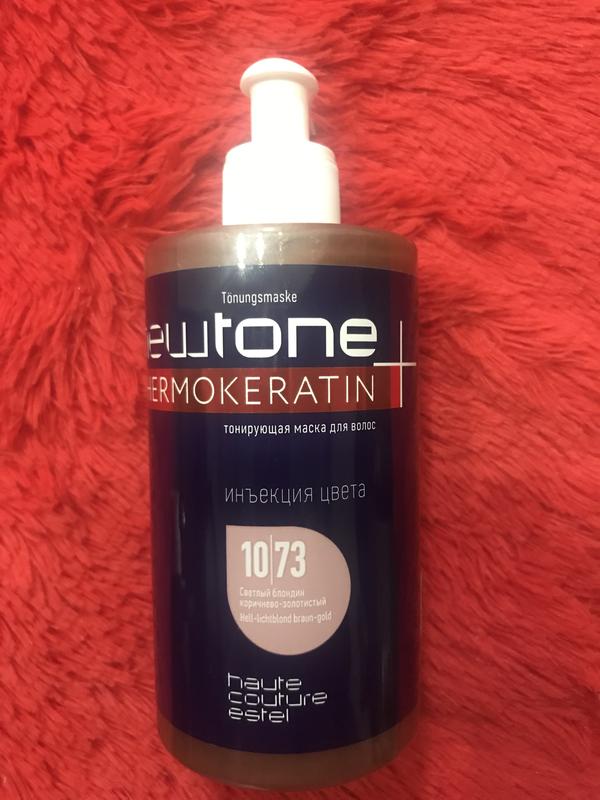 Tönungsmaske
ewtone
HERMOKERATIN
тонирующая маска для волос
инъекция цвета
10|73
Светлый блондин
коричнево-золотистый
Hell-lichtblond braun-gold
haute
couture
estel